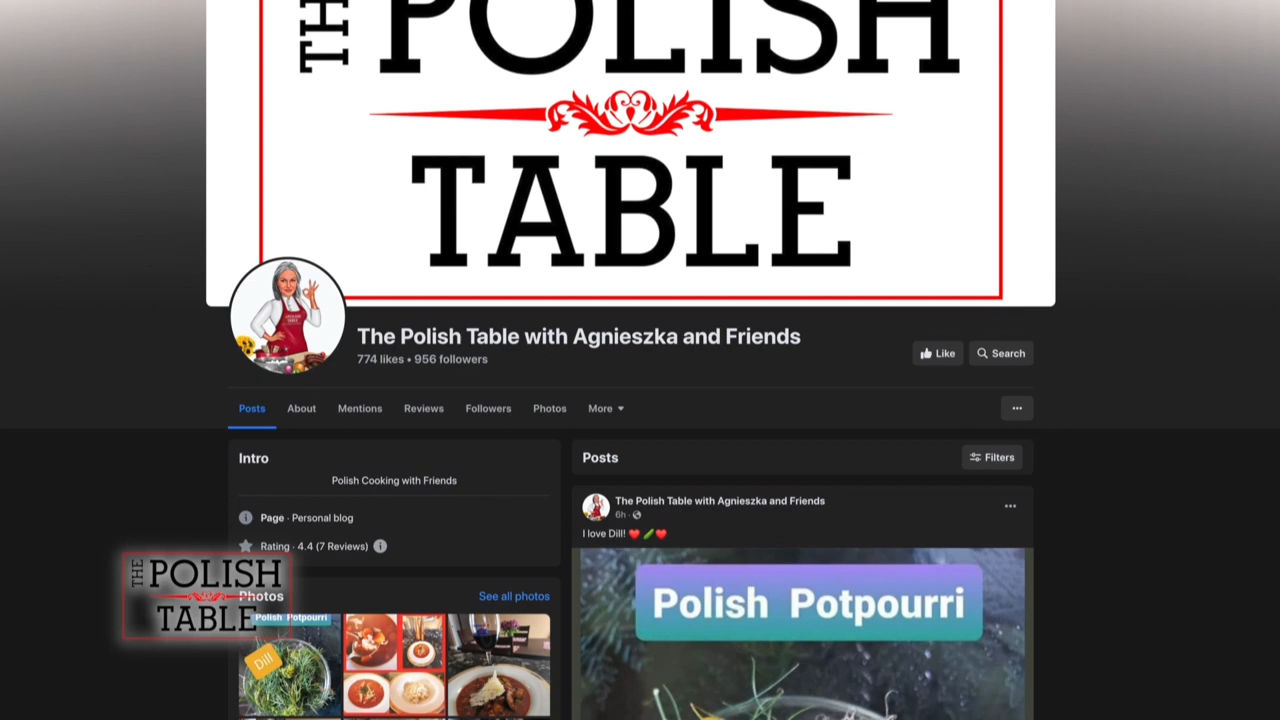 THE POLISH
TABLE
The Polish Table with Agnieszka and Friends
774 likes • 956 followers
Like
Search
Posts
About
Mentions
Reviews
Followers
Photos
More
Intro
Polish Cooking with Friends
Page · Personal blog
Rating · 4.4 (7 Reviews)
Photos
See all photos
Polish Potpourri
Dill
THE POLISH
TABLE
Posts
Filters
The Polish Table with Agnieszka and Friends
6h
I love Dill!
Polish Potpourri